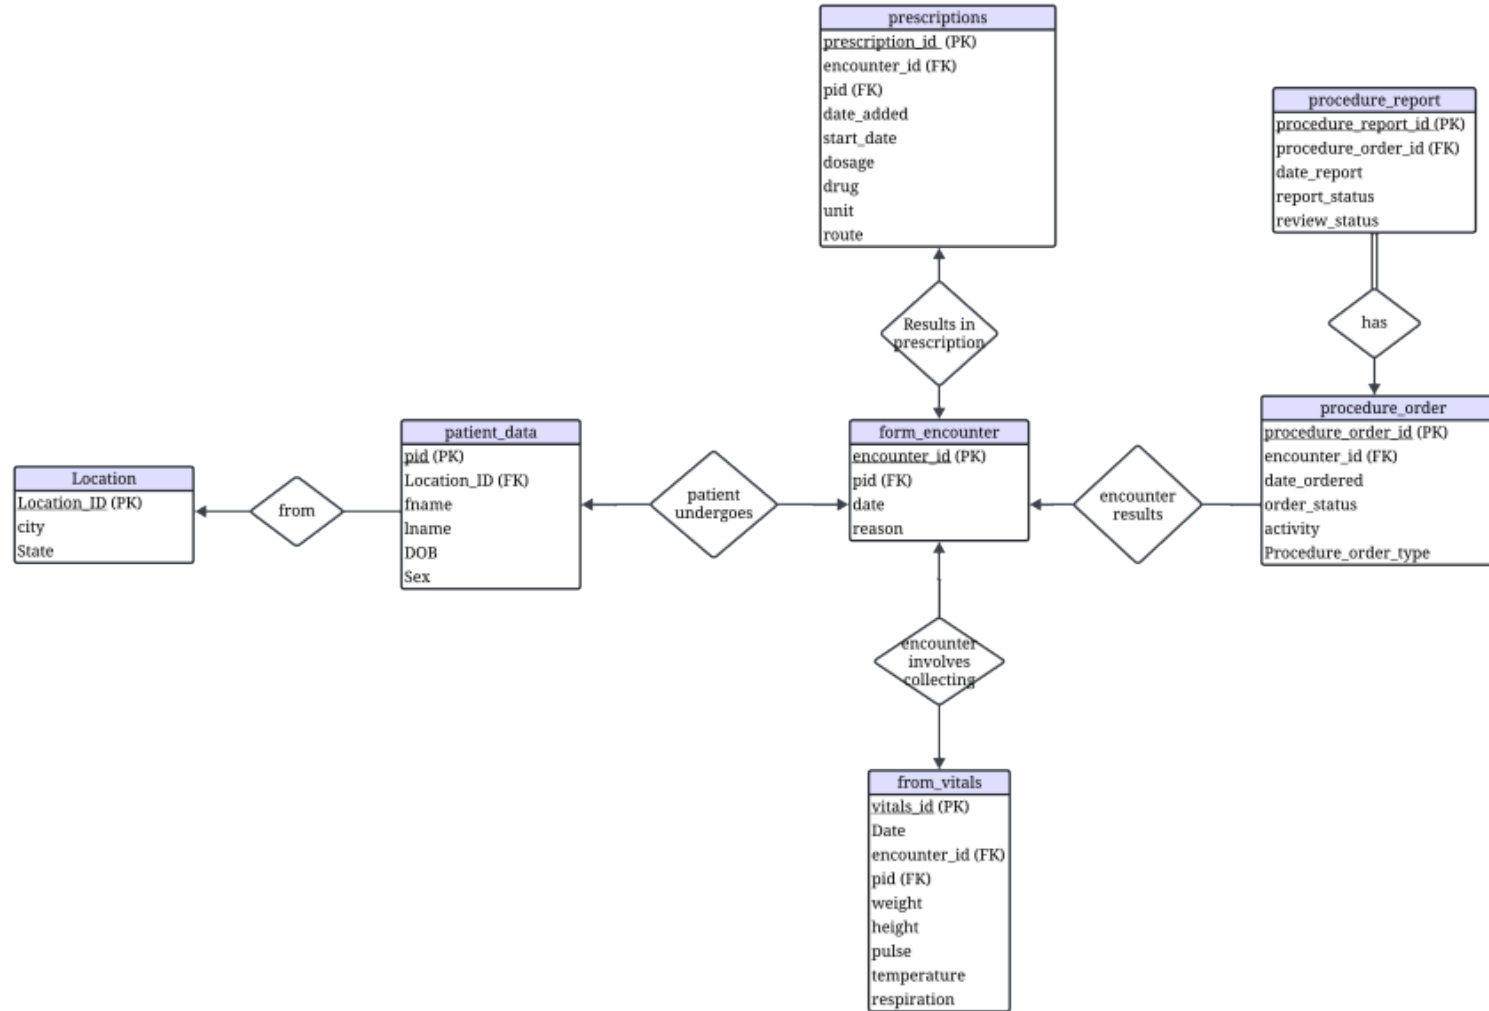 prescriptions
prescription_id (PK)
encounter_id (FK)
pid (FK)
date_added
start_date
dosage
drug
unit
route
procedure_report
procedure_report_id (PK)
procedure_order_id (FK)
date_report
report_status
review_status
Results in
prescription
has
Location
Location_ID (PK)
city
State
from
patient_data
pid (PK)
Location_ID (FK)
fname
lname
DOB
Sex
patient
undergoes
form_encounter
encounter_id (PK)
pid (FK)
date
reason
encounter
results
procedure_order
procedure_order_id (PK)
encounter_id (FK)
date_ordered
order_status
activity
Procedure_order_type
encounter
involves
collecting
from_vitals
vitals_id (PK)
Date
encounter_id (FK)
pid (FK)
weight
height
pulse
temperature
respiration